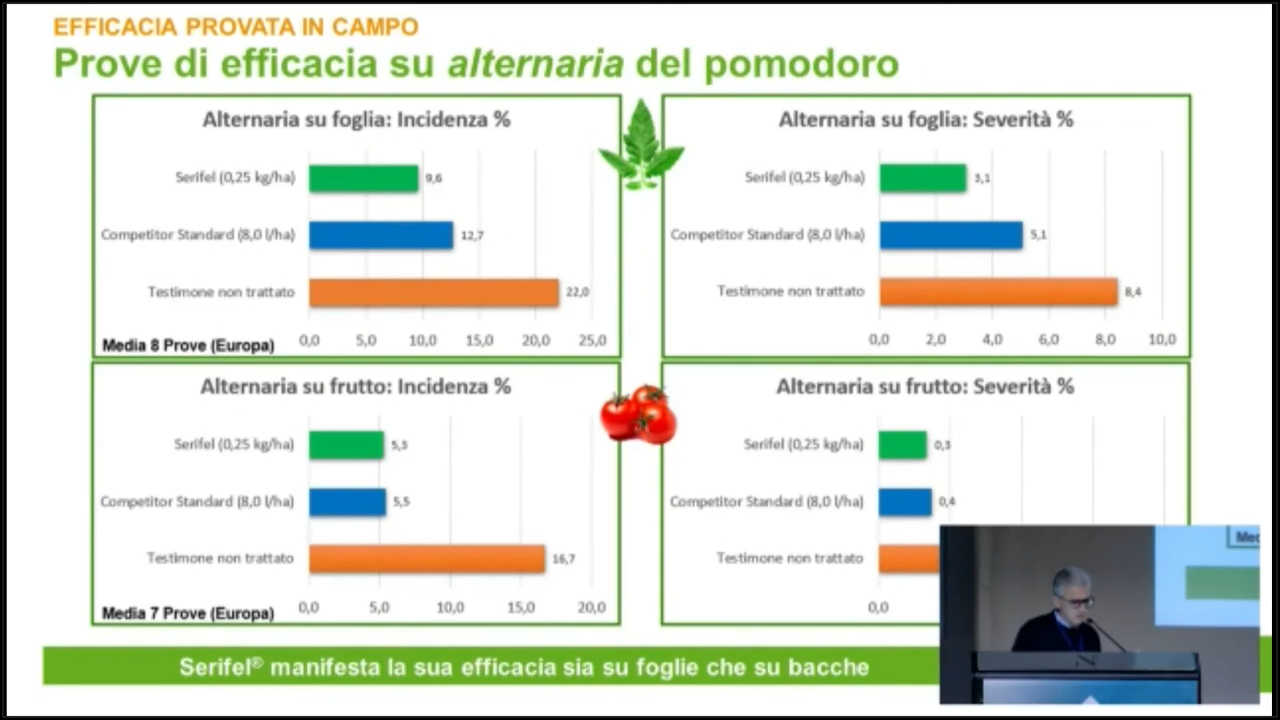 EFFICACIA PROVATA IN CAMPO
Prove di efficacia su alternaria del pomodoro
Alternaria su foglia: Incidenza %
Serifel (0,25 kg/ha)
9,6
Competitor Standard (8,0 l/ha)
12,7
Testimone non trattato
22,0
0,0 5,0 10,0 15,0 20,0 25,0
Media 8 Prove (Europa)
Alternaria su foglia: Severità %
Serifel (0,25 kg/ha)
3,1
Competitor Standard (8,0 l/ha)
5,1
Testimone non trattato
8,4
0,0 2,0 4,0 6,0 8,0 10,0
Alternaria su frutto: Incidenza %
Serifel (0,25 kg/ha)
5,3
Competitor Standard (8,0 l/ha)
5,5
Testimone non trattato
16,7
0,0 5,0 10,0 15,0 20,0
Media 7 Prove (Europa)
Alternaria su frutto: Severità %
Serifel (0,25 kg/ha)
0,3
Competitor Standard (8,0 l/ha)
0,4
Testimone non trattato
0,0
Serifel® manifesta la sua efficacia sia su foglie che su bacche